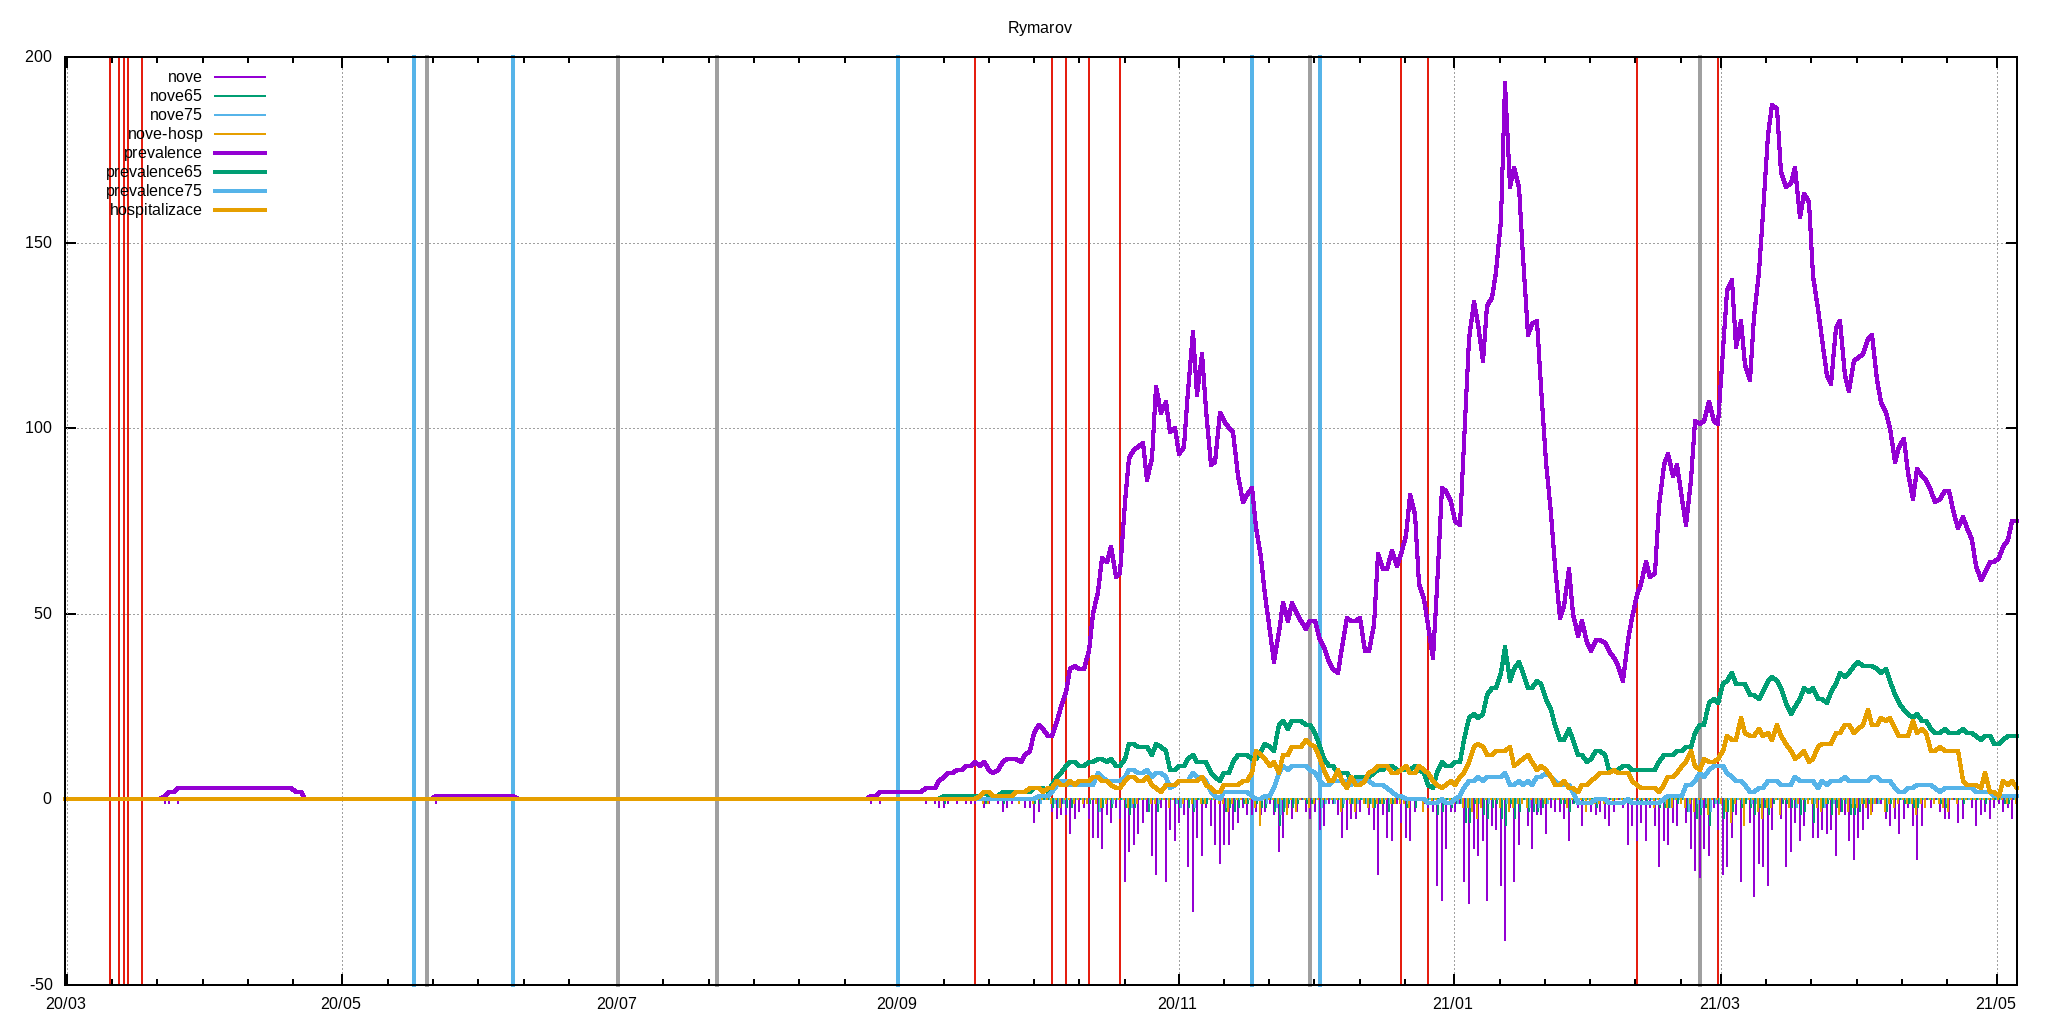 Rymarov
200
nove
nove65
nove75
nove-hosp
prevalence
prevalence65
prevalence75
hospitalizace
150
100
50
0
-50
20/03 20/05 20/07 20/09 20/11 21/01 21/03 21/05